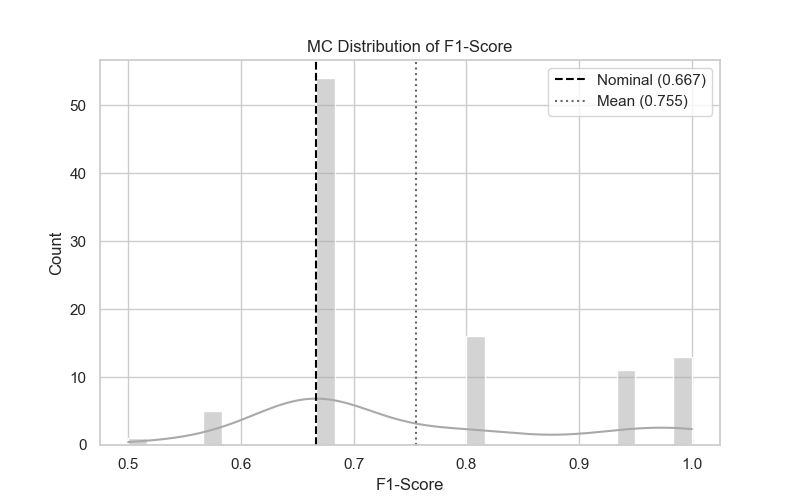 MC Distribution of F1-Score
Nominal (0.667)
Mean (0.755)
Count
50
40
30
20
10
0
0.5 0.6 0.7 0.8 0.9 1.0
F1-Score